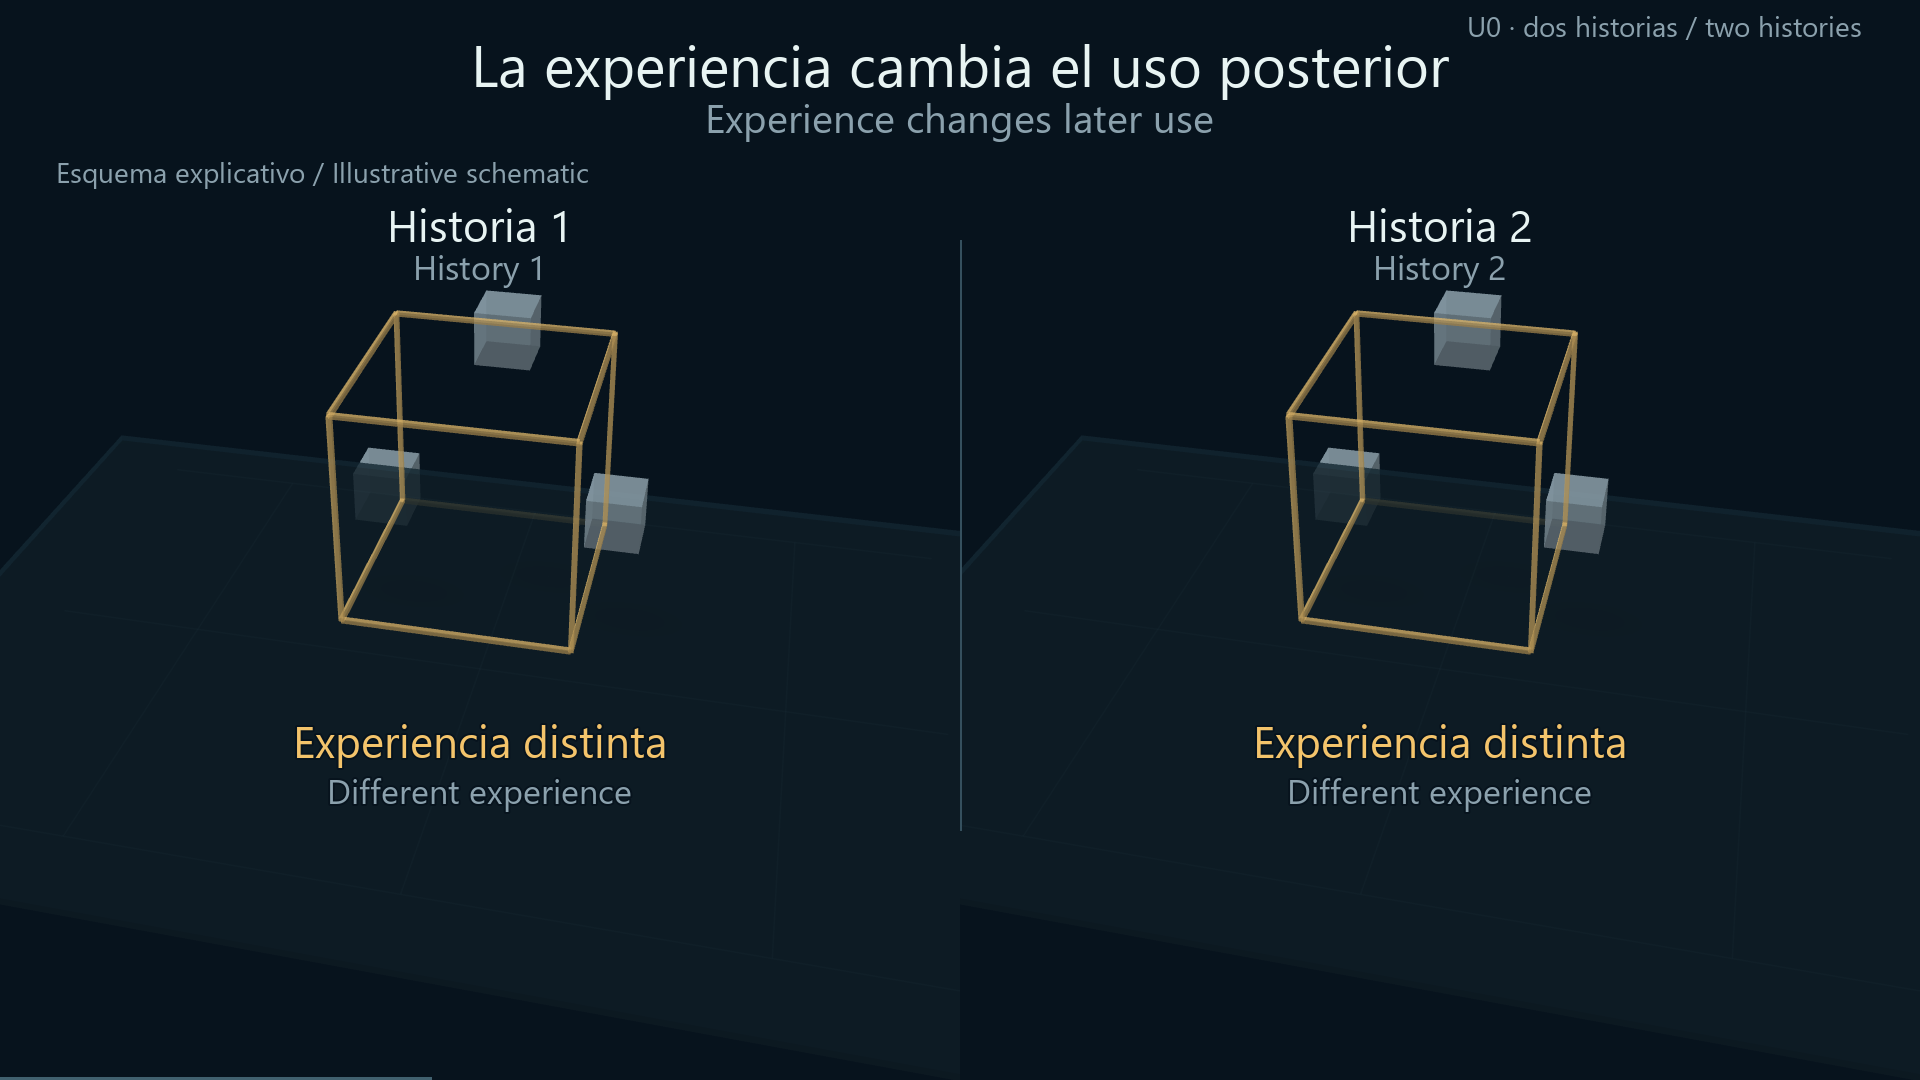 U0 · dos historias / two histories
La experiencia cambia el uso posterior
Experience changes later use
Esquema explicativo / Illustrative schematic
Historia 1
History 1
Experiencia distinta
Different experience
Historia 2
History 2
Experiencia distinta
Different experience